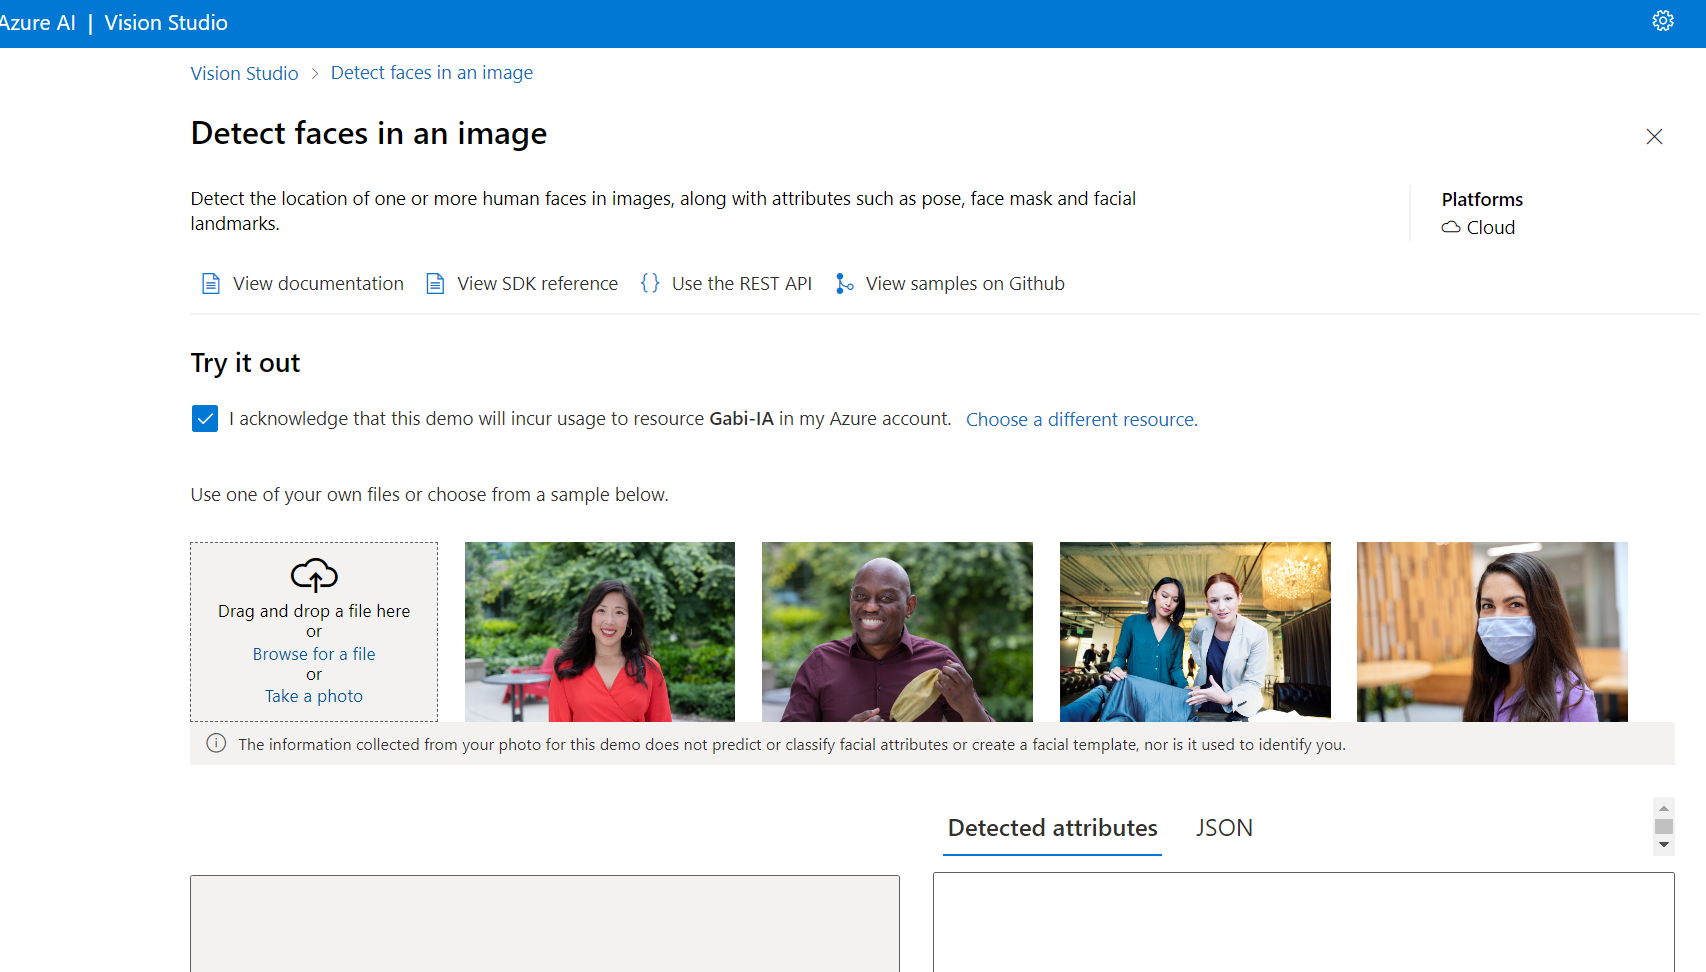 Azure AI | Vision Studio
Vision Studio > Detect faces in an image
Detect faces in an image
Detect the location of one or more human faces in images, along with attributes such as pose, face mask and facial
landmarks.
Platforms
Cloud
View documentation View SDK reference {} Use the REST API View samples on Github
Try it out
I acknowledge that this demo will incur usage to resource Gabi-IA in my Azure account. Choose a different resource.
Use one of your own files or choose from a sample below.
Drag and drop a file here
or
Browse for a file
or
Take a photo
The information collected from your photo for this demo does not predict or classify facial attributes or create a facial template, nor is it used to identify you.
Detected attributes JSON